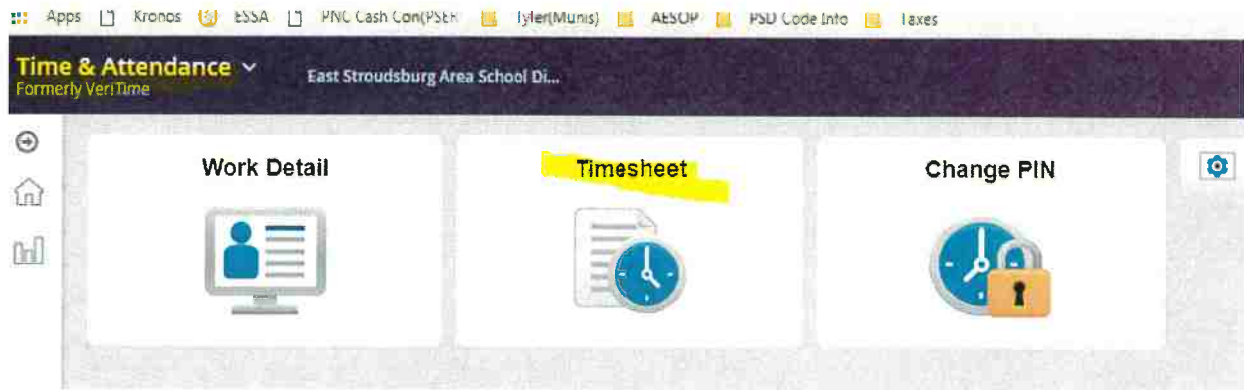 Apps Kronos ESSA PNC Cash Con(PSER Tyler(Munis) AESOP PSD Code Info Taxes
Time & Attendance
Formerly VeriTime
East Stroudsburg Area School Di...
Work Detail
Timesheet
Change PIN